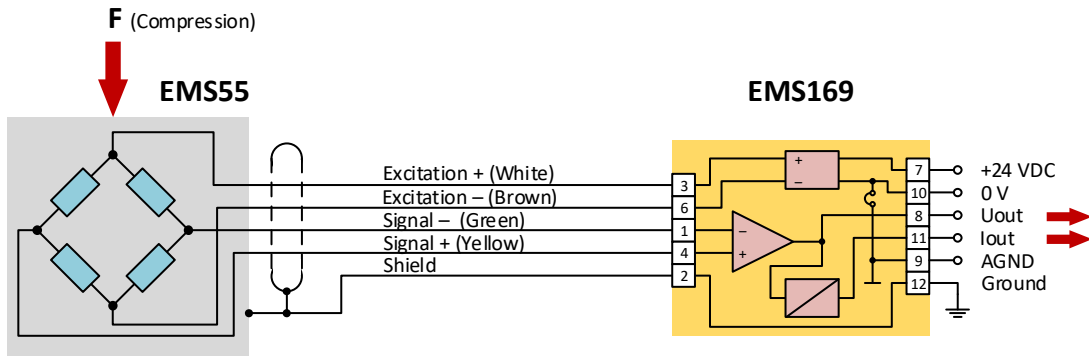 F (Compression)
EMS55
EMS169
Excitation + (White)
Excitation – (Brown)
Signal – (Green)
Signal + (Yellow)
Shield
3
6
1
4
2
+
–
–
+
7
10
8
11
9
12
+24 VDC
0 V
Uout
Iout
AGND
Ground